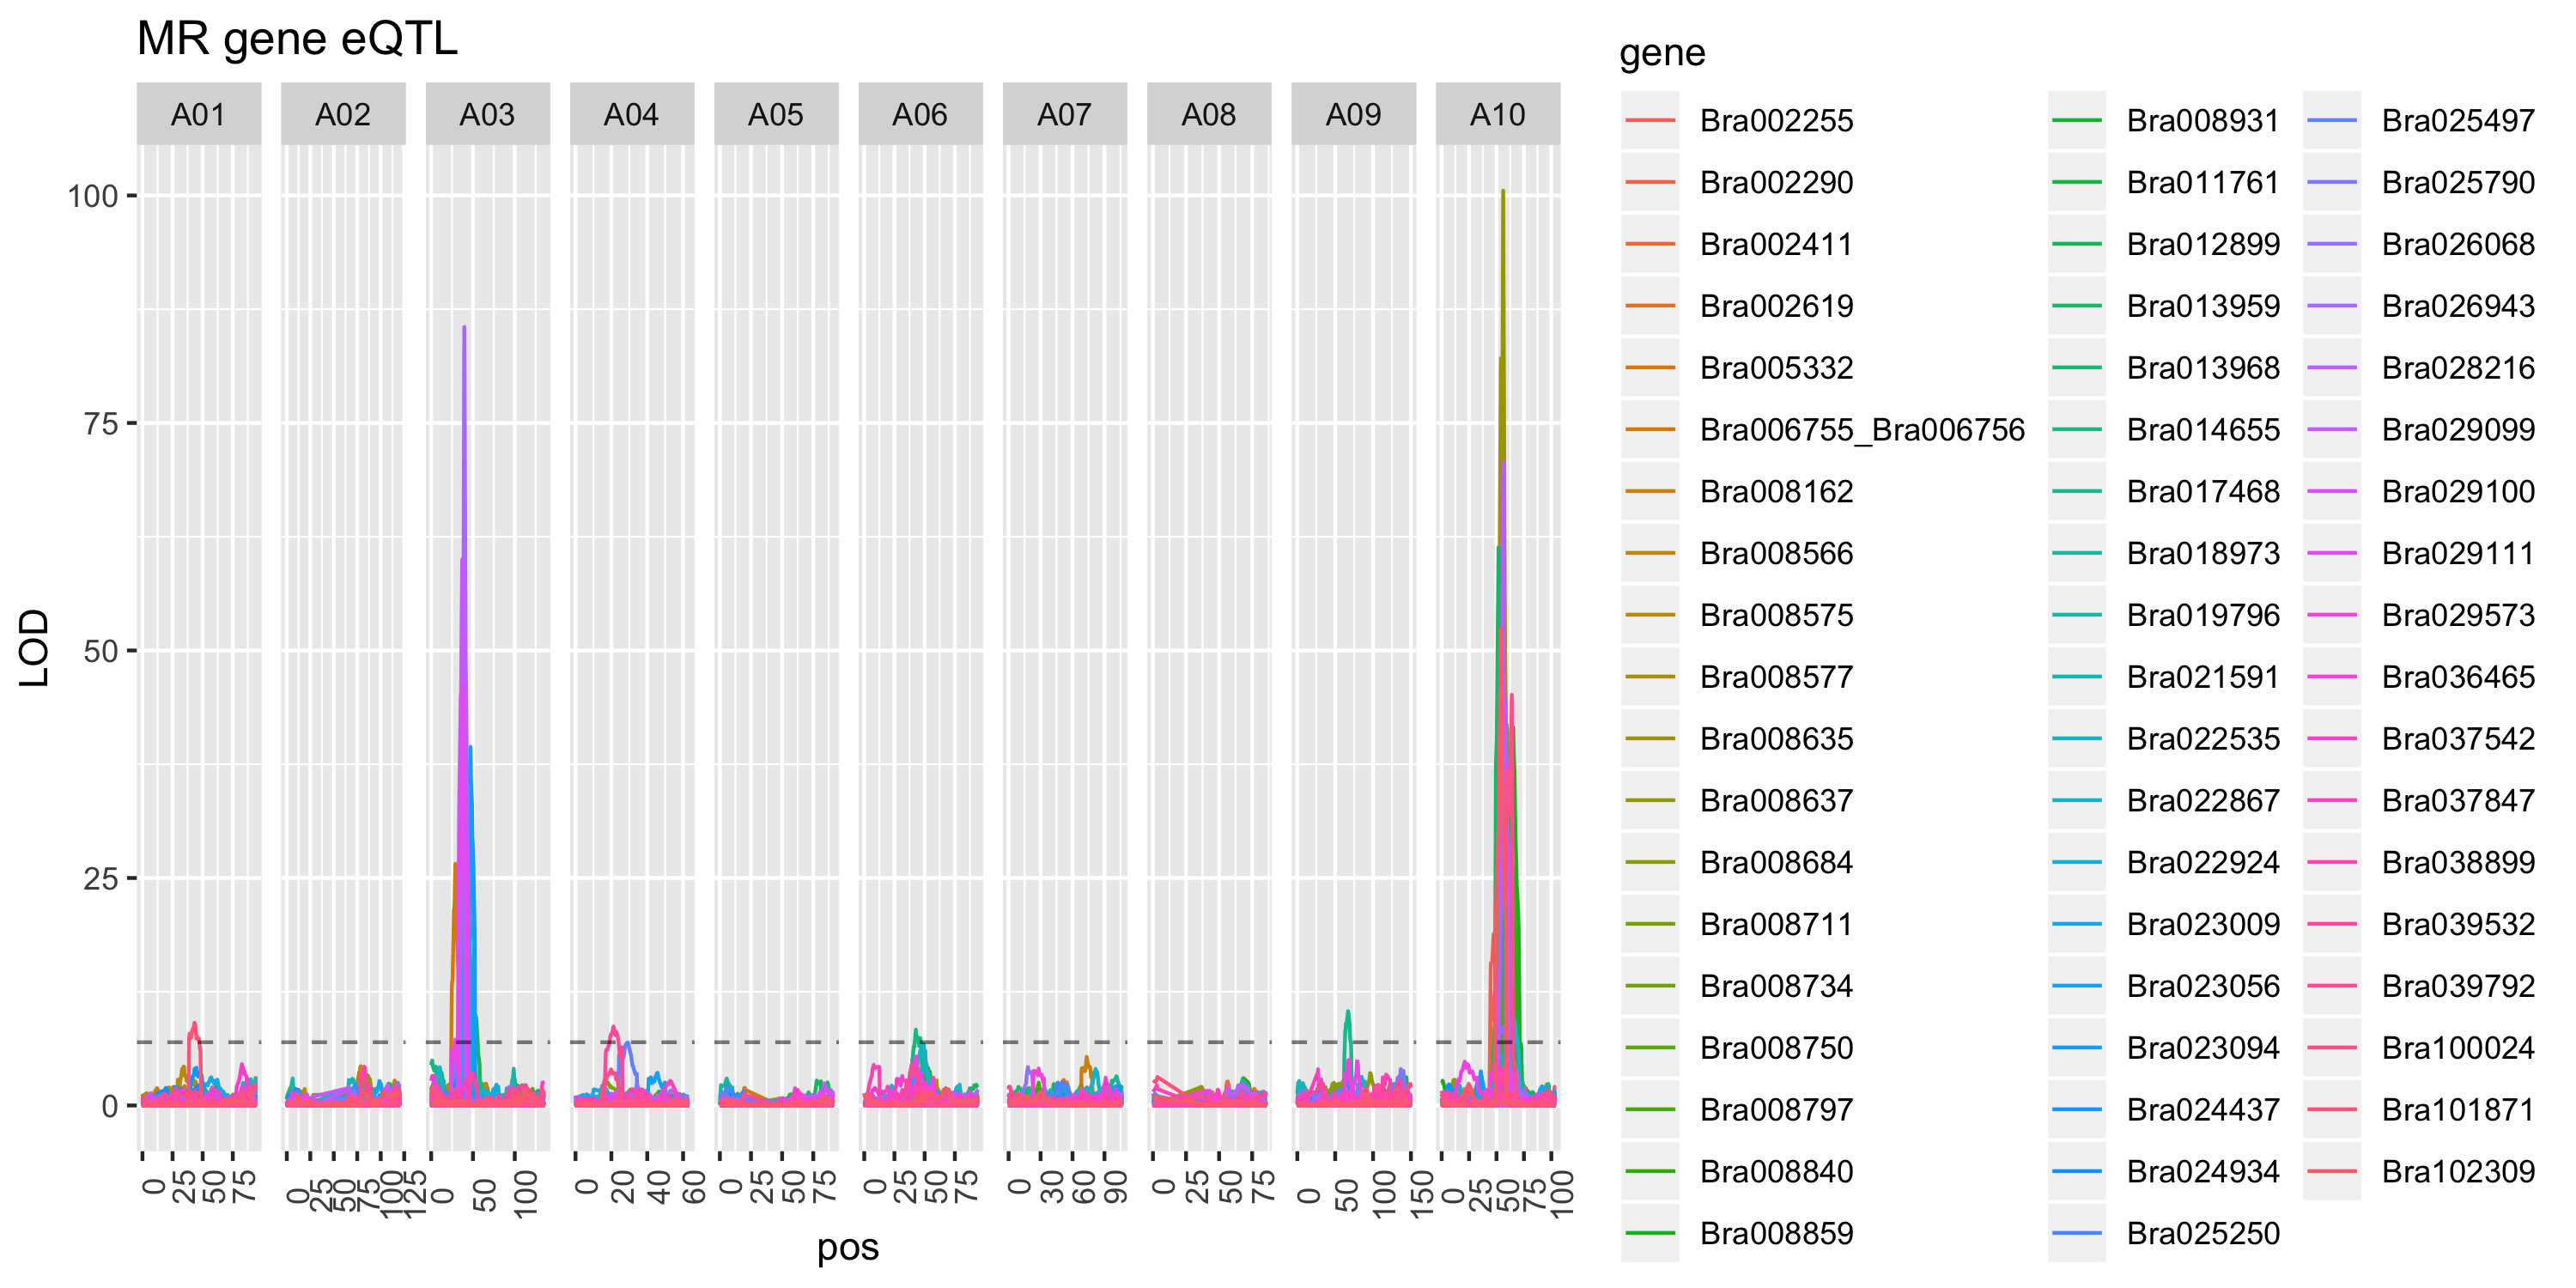 MR gene eQTL
A01 A02 A03 A04 A05 A06 A07 A08 A09 A10
LOD
100
75
50
25
0
0 25 50 75 0 25 50 75 100 125 0 50 100 0 20 40 60 0 25 50 75 0 25 50 75 0 30 60 90 0 25 50 75 0 50 100 150 0 25 50 75 100
pos
gene
Bra002255
Bra002290
Bra002411
Bra002619
Bra005332
Bra006755_Bra006756
Bra008162
Bra008566
Bra008575
Bra008577
Bra008635
Bra008637
Bra008684
Bra008711
Bra008734
Bra008750
Bra008797
Bra008840
Bra008859
Bra008931
Bra011761
Bra012899
Bra013959
Bra013968
Bra014655
Bra017468
Bra018973
Bra019796
Bra021591
Bra022535
Bra022867
Bra022924
Bra023009
Bra023056
Bra023094
Bra024437
Bra024934
Bra025250
Bra025497
Bra025790
Bra026068
Bra026943
Bra028216
Bra029099
Bra029100
Bra029111
Bra029573
Bra036465
Bra037542
Bra037847
Bra038899
Bra039532
Bra039792
Bra100024
Bra101871
Bra102309